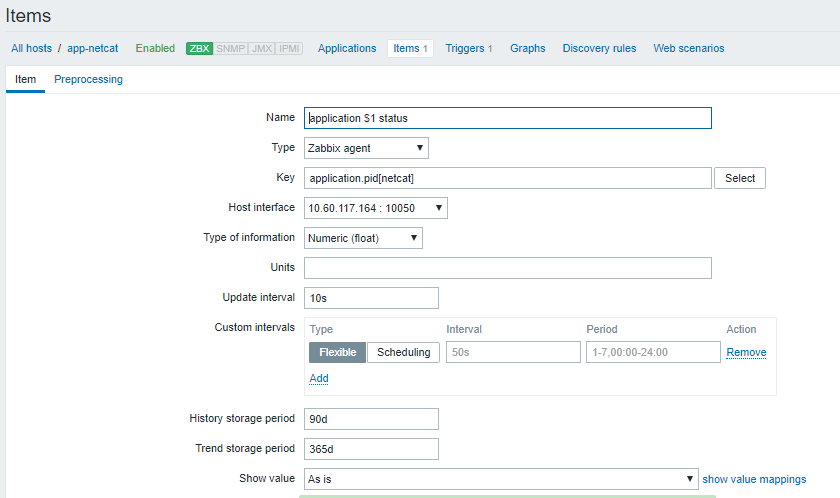 Items
All hosts / app-netcat Enabled ZBX SNMP JMX IPMI Applications Items 1 Triggers 1 Graphs Discovery rules Web scenarios
Item Preprocessing
Name application $1 status
Type Zabbix agent
Key application.pid[netcat] Select
Host interface 10.60.117.164 : 10050
Type of information Numeric (float)
Units
Update interval 10s
Custom intervals Type Interval Period Action
Flexible Scheduling 50s 1-7,00:00-24:00 Remove
Add
History storage period 90d
Trend storage period 365d
Show value As is show value mappings